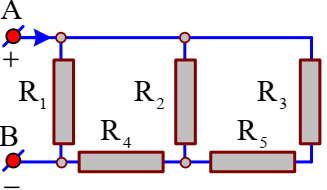 A
+
R₁ R₂ R₃
B R₄ R₅
−